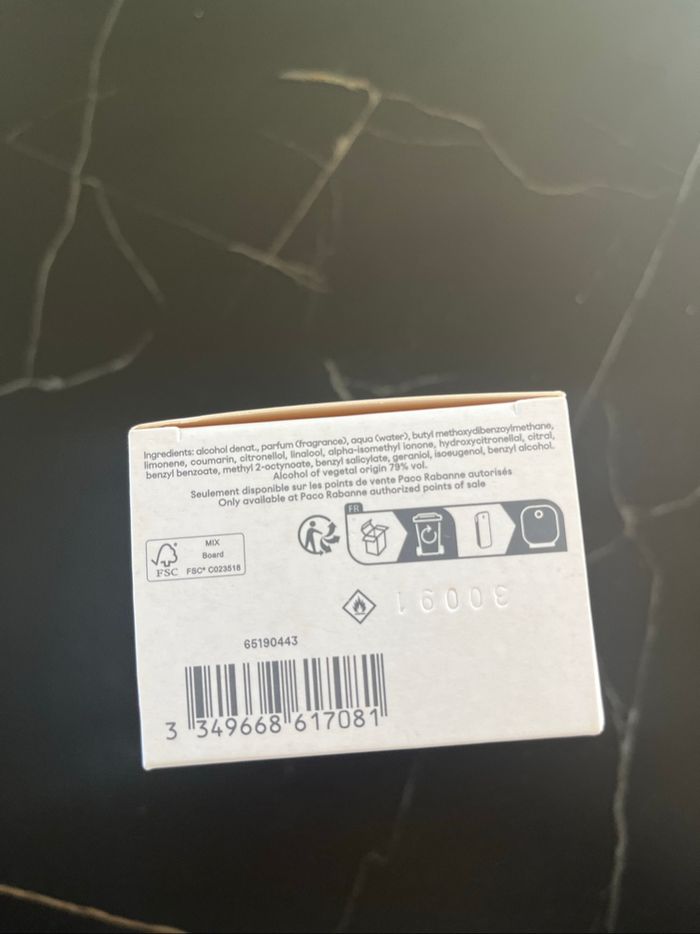 Ingredients: alcohol denat., parfum (fragrance), aqua (water), butyl methoxydibenzoylmethane,
limonene, coumarin, citronellol, linalool, alpha-isomethyl ionone, hydroxycitronellal, citral,
benzyl benzoate, methyl 2-octynoate, benzyl salicylate, geraniol, isoeugenol, benzyl alcohol.
Alcohol of vegetal origin 79% vol.
Seulement disponible sur les points de vente Paco Rabanne autorisés
Only available at Paco Rabanne authorized points of sale
FR
MIX
Board
FSC FSC® C023518
30091
65190443
3 349668 617081